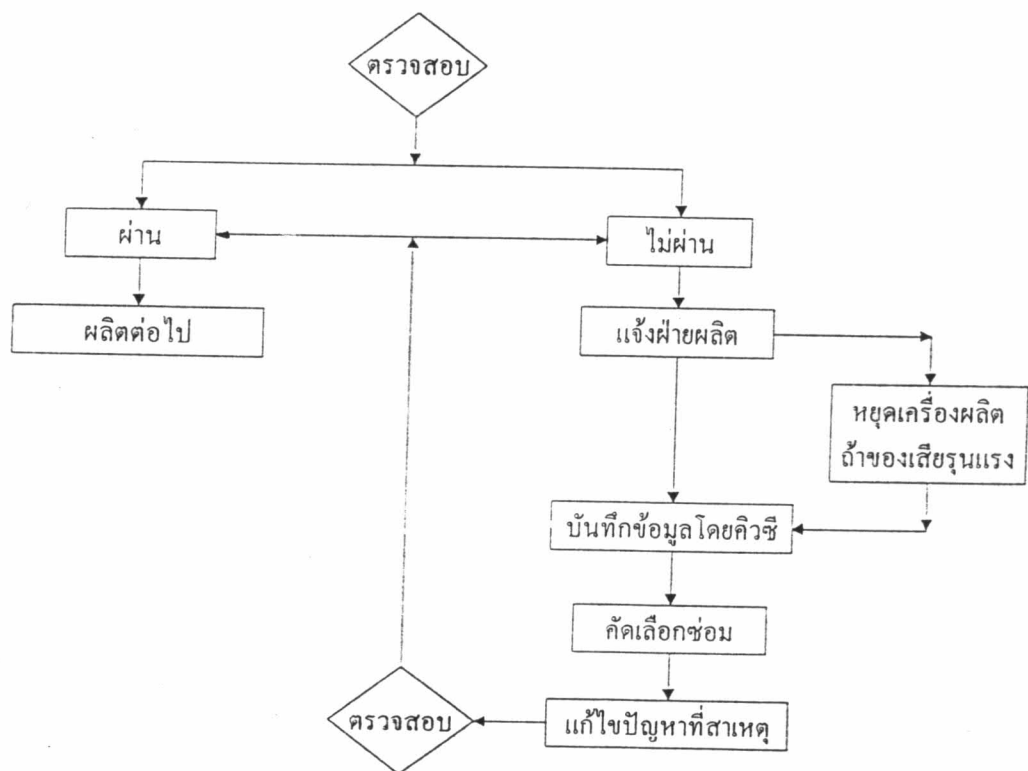 ตรวจสอบ
ผ่าน
ไม่ผ่าน
ผลิตต่อไป
แจ้งฝ่ายผลิต
หยุดเครื่องผลิต
ถ้าของเสียรุนแรง
บันทึกข้อมูลโดยคิวซี
คัดเลือกซ่อม
แก้ไขปัญหาที่สาเหตุ
ตรวจสอบ